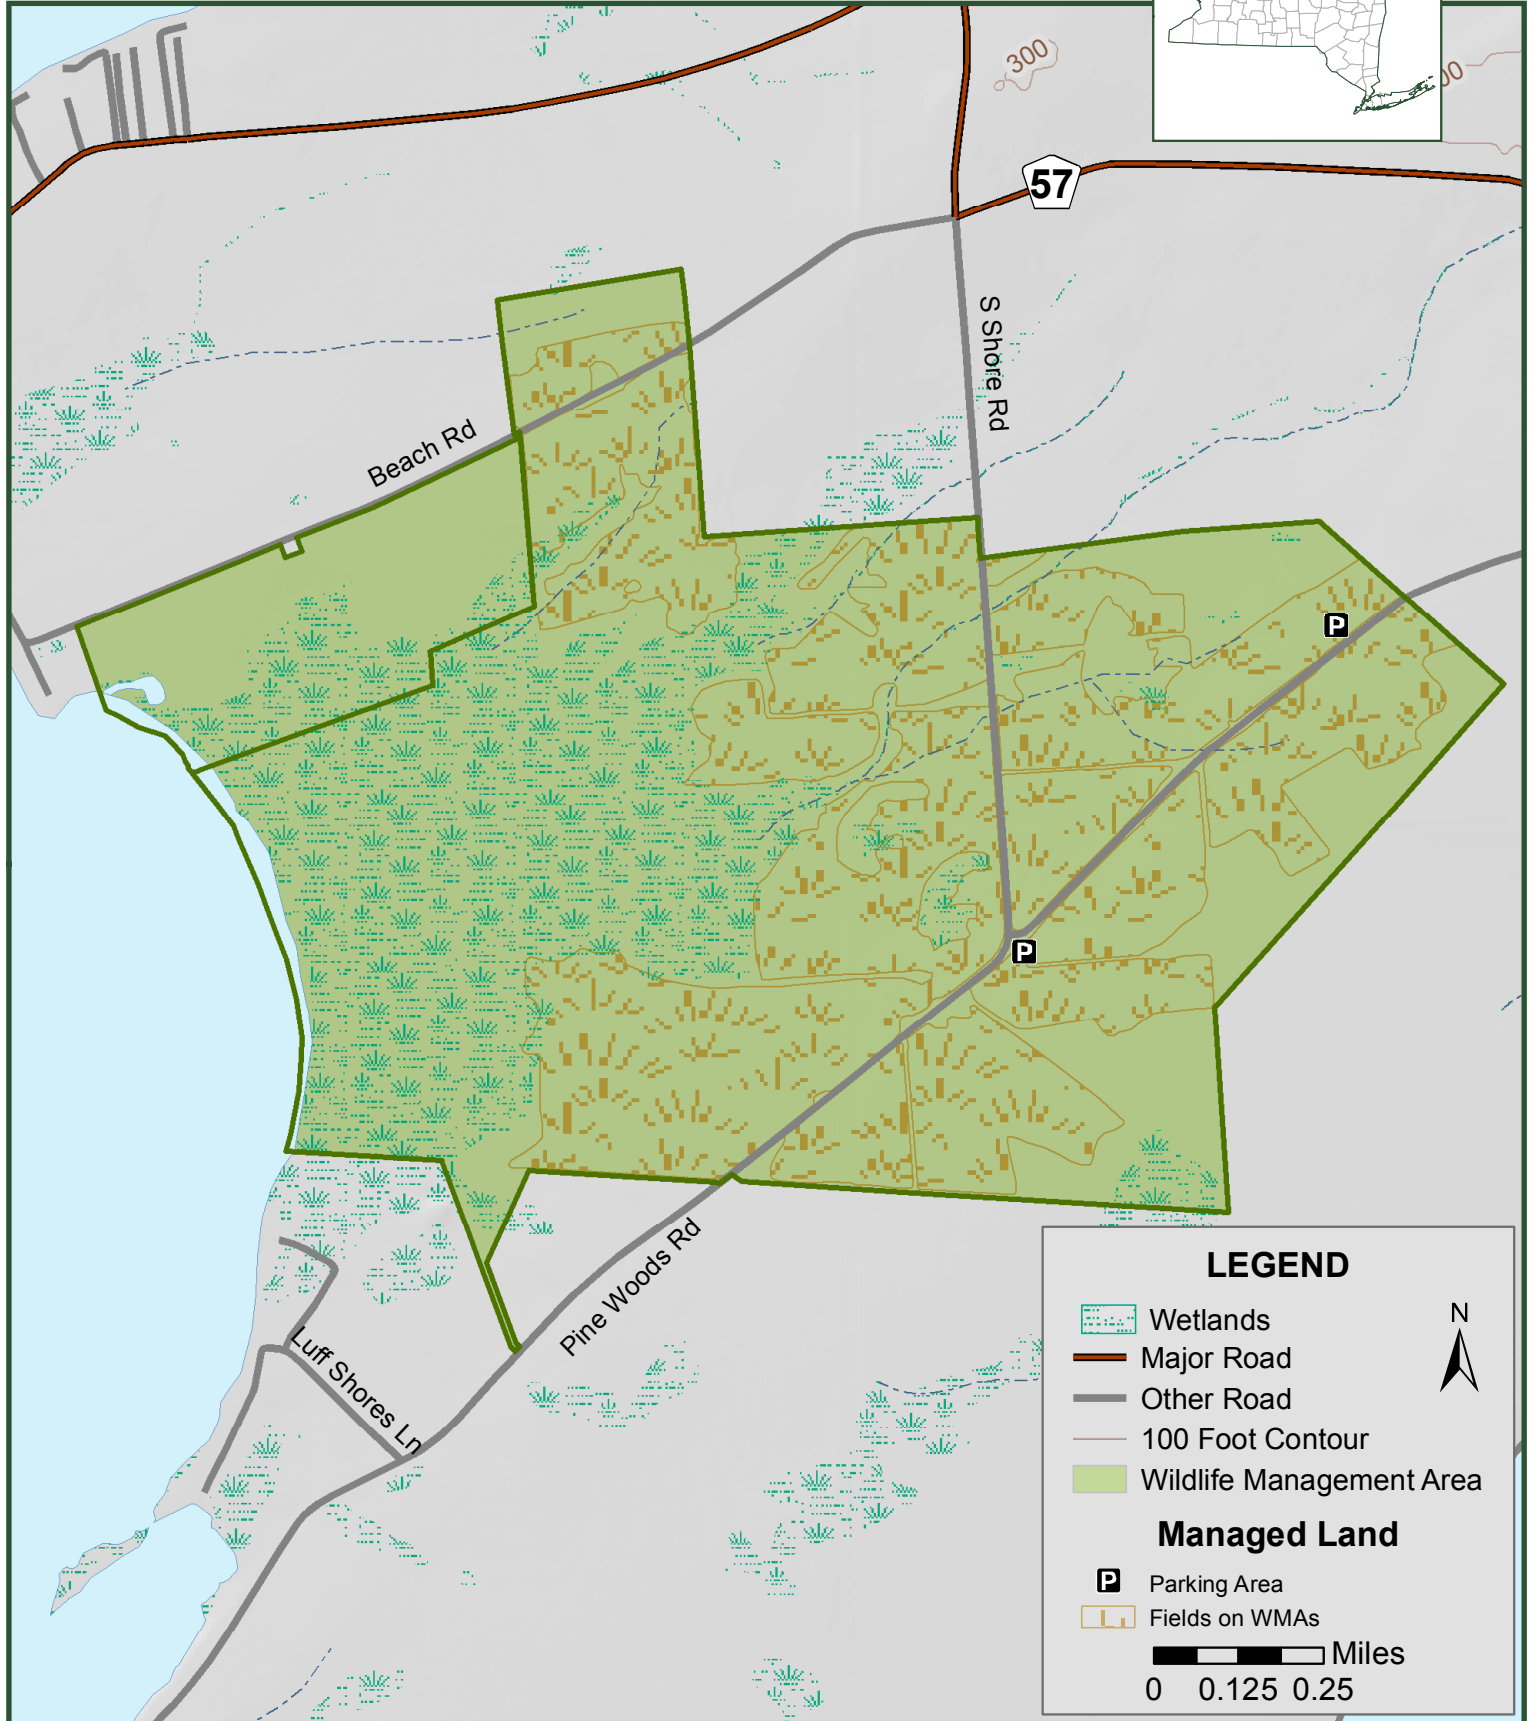 300
00
57
S Shore Rd
Beach Rd
P
P
Pine Woods Rd
Luff Shores Ln
LEGEND
N
Wetlands
Major Road
Other Road
100 Foot Contour
Wildlife Management Area
Managed Land
P Parking Area
Fields on WMAs
Miles
0 0.125 0.25